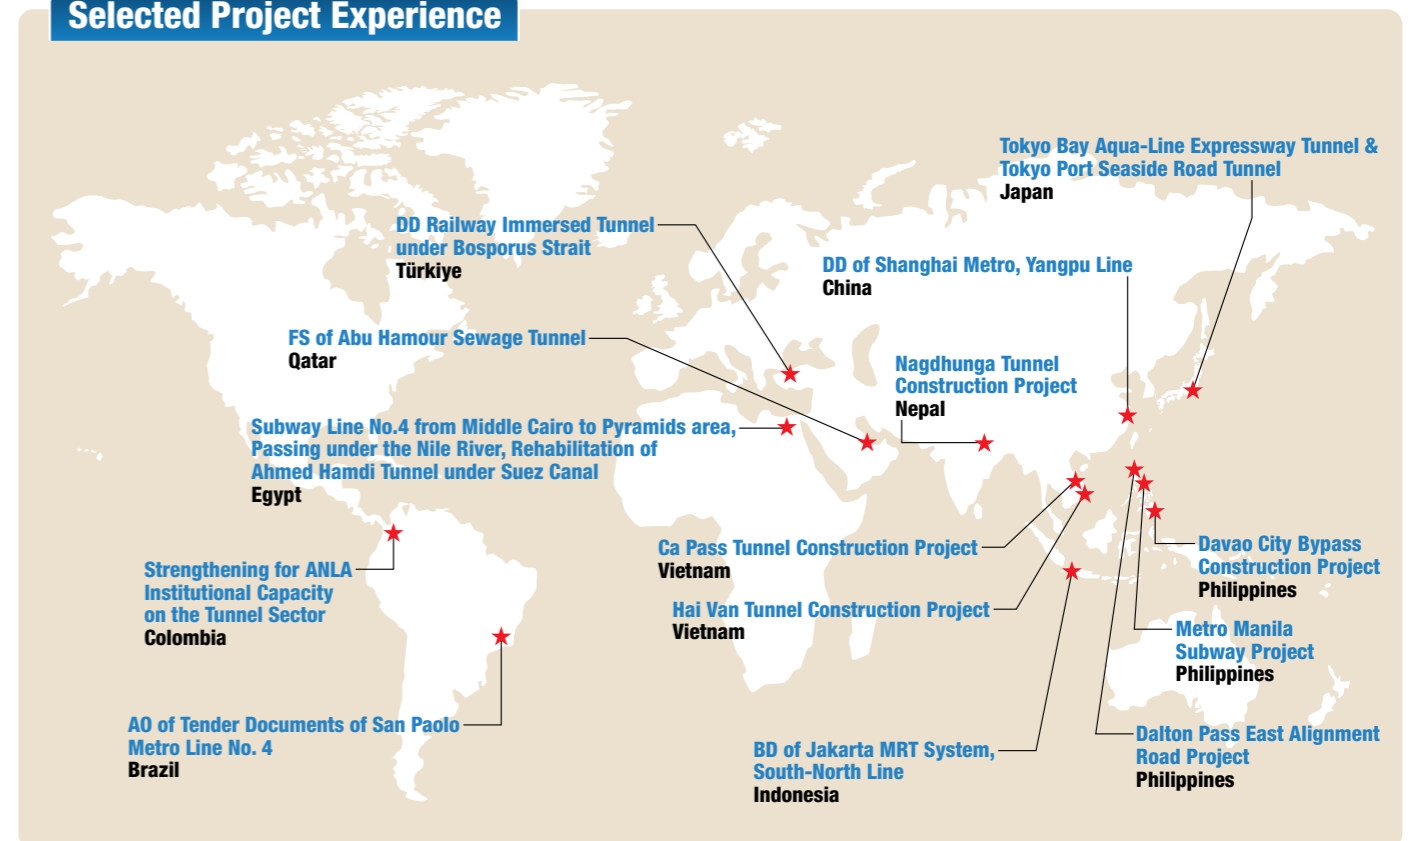 Selected Project Experience
Tokyo Bay Aqua-Line Expressway Tunnel &
Tokyo Port Seaside Road Tunnel
Japan
DD Railway Immersed Tunnel
under Bosporus Strait
Türkiye
DD of Shanghai Metro, Yangpu Line
China
FS of Abu Hamour Sewage Tunnel
Qatar
Nagdhunga Tunnel
Construction Project
Nepal
Subway Line No.4 from Middle Cairo to Pyramids area,
Passing under the Nile River, Rehabilitation of
Ahmed Hamdi Tunnel under Suez Canal
Egypt
Ca Pass Tunnel Construction Project
Vietnam
Davao City Bypass
Construction Project
Philippines
Strengthening for ANLA
Institutional Capacity
on the Tunnel Sector
Colombia
Hai Van Tunnel Construction Project
Vietnam
Metro Manila
Subway Project
Philippines
AO of Tender Documents of San Paolo
Metro Line No. 4
Brazil
BD of Jakarta MRT System,
South-North Line
Indonesia
Dalton Pass East Alignment
Road Project
Philippines